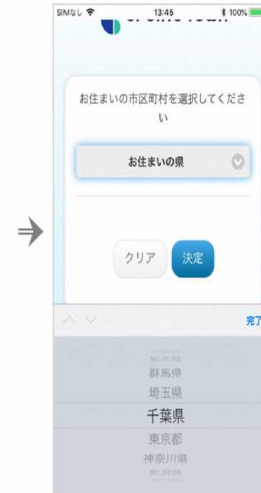 SIMなし 13:45 100%
お住まいの市区町村を選択してくださ
い
お住まいの県
クリア 決定
完了
群馬県
埼玉県
千葉県
東京都
神奈川県